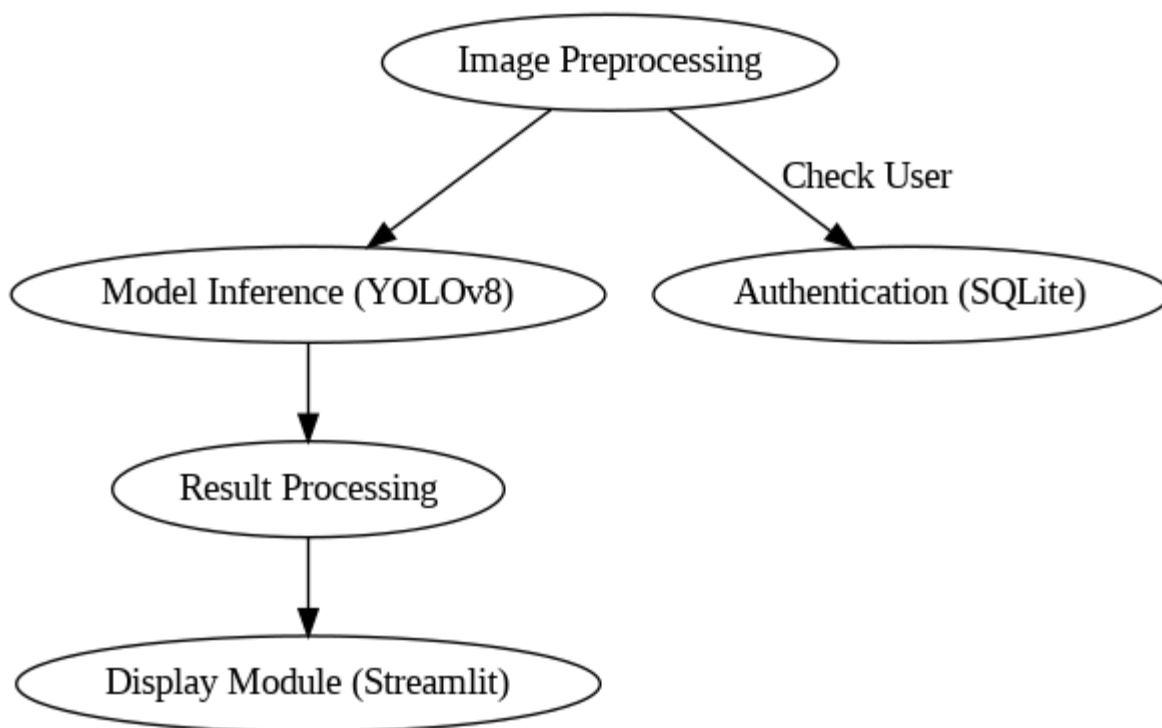 Image Preprocessing
Check User
Model Inference (YOLOv8)
Authentication (SQLite)
Result Processing
Display Module (Streamlit)